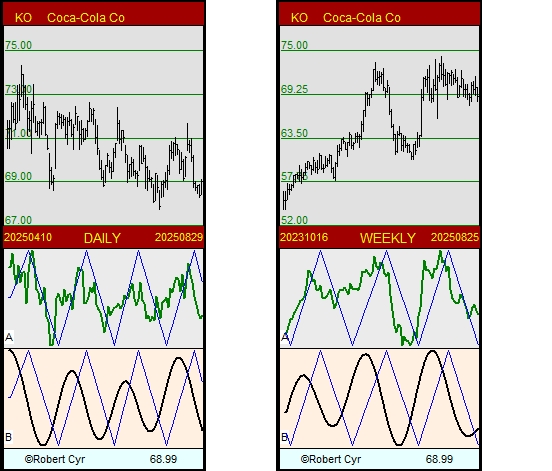 KO Coca-Cola Co
75.00
73.00
71.00
69.00
67.00
20250410 DAILY 20250829
A
B
©Robert Cyr 68.99
KO Coca-Cola Co
75.00
69.25
63.50
57.75
52.00
20231016 WEEKLY 20250825
A
B
©Robert Cyr 68.99